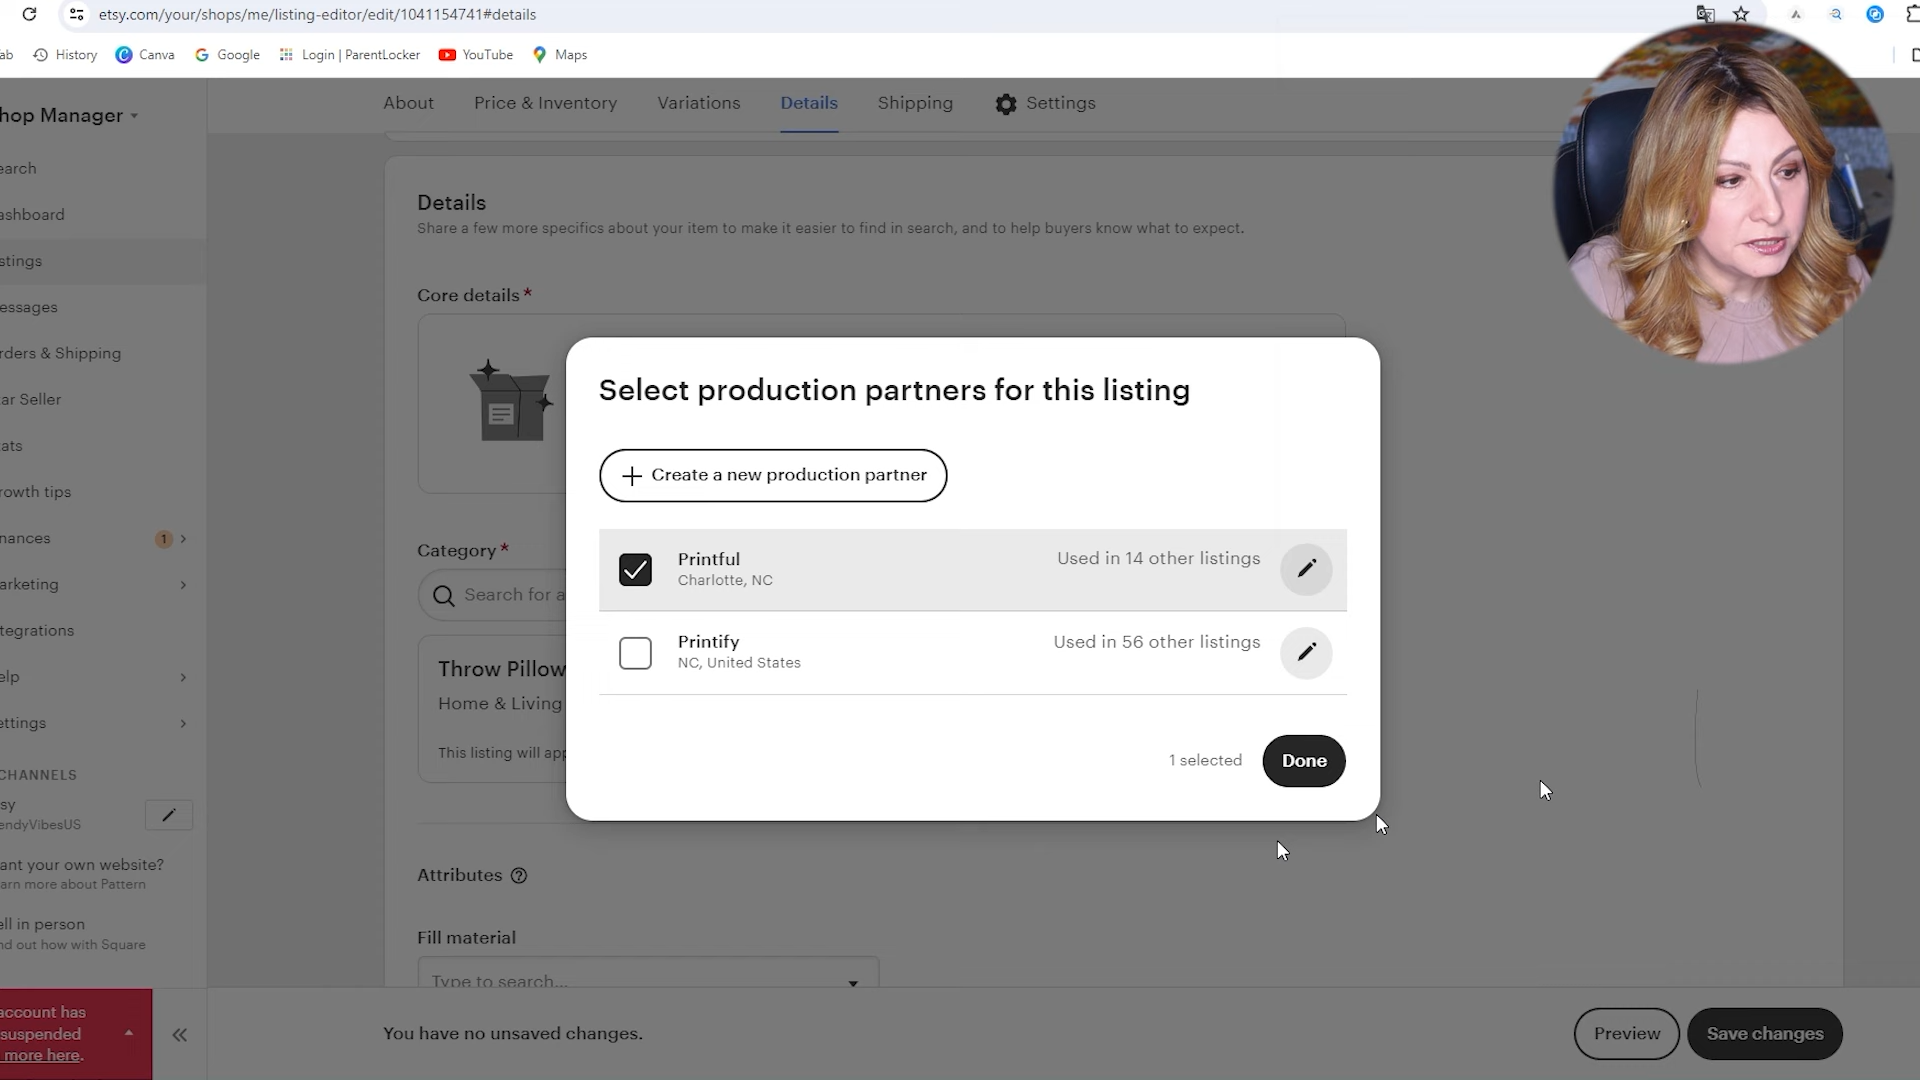 etsy.com/your/shops/me/listing-editor/edit/1041154741#details
ab
History
Canva
Google
Login | ParentLocker
YouTube
Maps
hop Manager
About
Price & Inventory
Variations
Details
Shipping
Settings
earch
ashboard
stings
essages
rders & Shipping
ar Seller
ats
rowth tips
nances
1
arketing
tegrations
elp
ettings
CHANNELS
sy
endyVibesUS
ant your own website?
arn more about Pattern
ell in person
nd out how with Square
account has
suspended
more here.
Details
Share a few more specifics about your item to make it easier to find in search, and to help buyers know what to expect.
Core details *
Category *
Search for a
Throw Pillow
Home & Living
This listing will app
Select production partners for this listing
Create a new production partner
Printful
Charlotte, NC
Used in 14 other listings
Printify
NC, United States
Used in 56 other listings
1 selected
Done
Attributes
Fill material
Type to search...
You have no unsaved changes.
Preview
Save changes